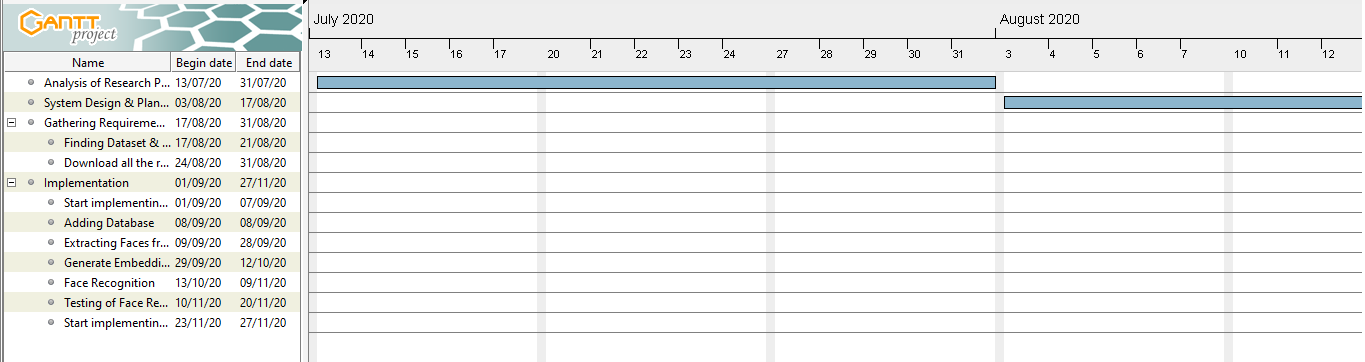 GANTT
project
July 2020
August 2020
13 14 15 16 17 20 21 22 23 24 27 28 29 30 31 3 4 5 6 7 10 11 12
Name Begin date End date
Analysis of Research P... 13/07/20 31/07/20
System Design & Plan... 03/08/20 17/08/20
Gathering Requireme... 17/08/20 31/08/20
Finding Dataset & ... 17/08/20 21/08/20
Download all the r... 24/08/20 31/08/20
Implementation 01/09/20 27/11/20
Start implementin... 01/09/20 07/09/20
Adding Database 08/09/20 08/09/20
Extracting Faces fr... 09/09/20 28/09/20
Generate Embeddi... 29/09/20 12/10/20
Face Recognition 13/10/20 09/11/20
Testing of Face Re... 10/11/20 20/11/20
Start implementin... 23/11/20 27/11/20